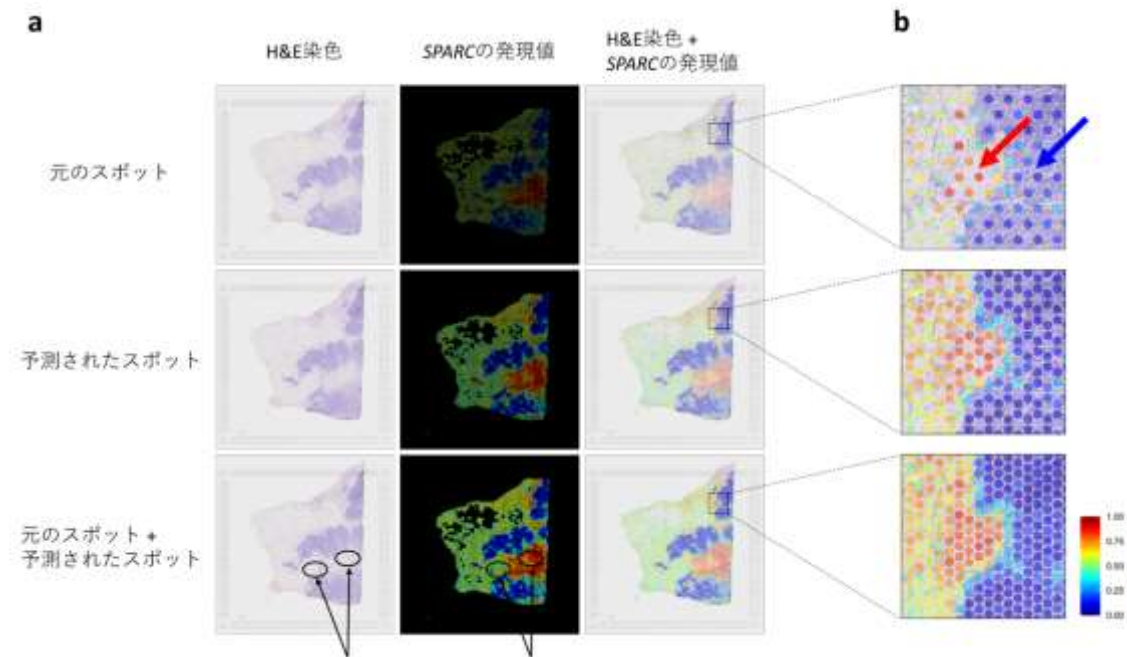 a
b
H&E染色
SPARCの発現値
H&E染色 +
SPARCの発現値
元のスポット
予測されたスポット
元のスポット +
予測されたスポット
1.00
0.75
0.50
0.25
0.00